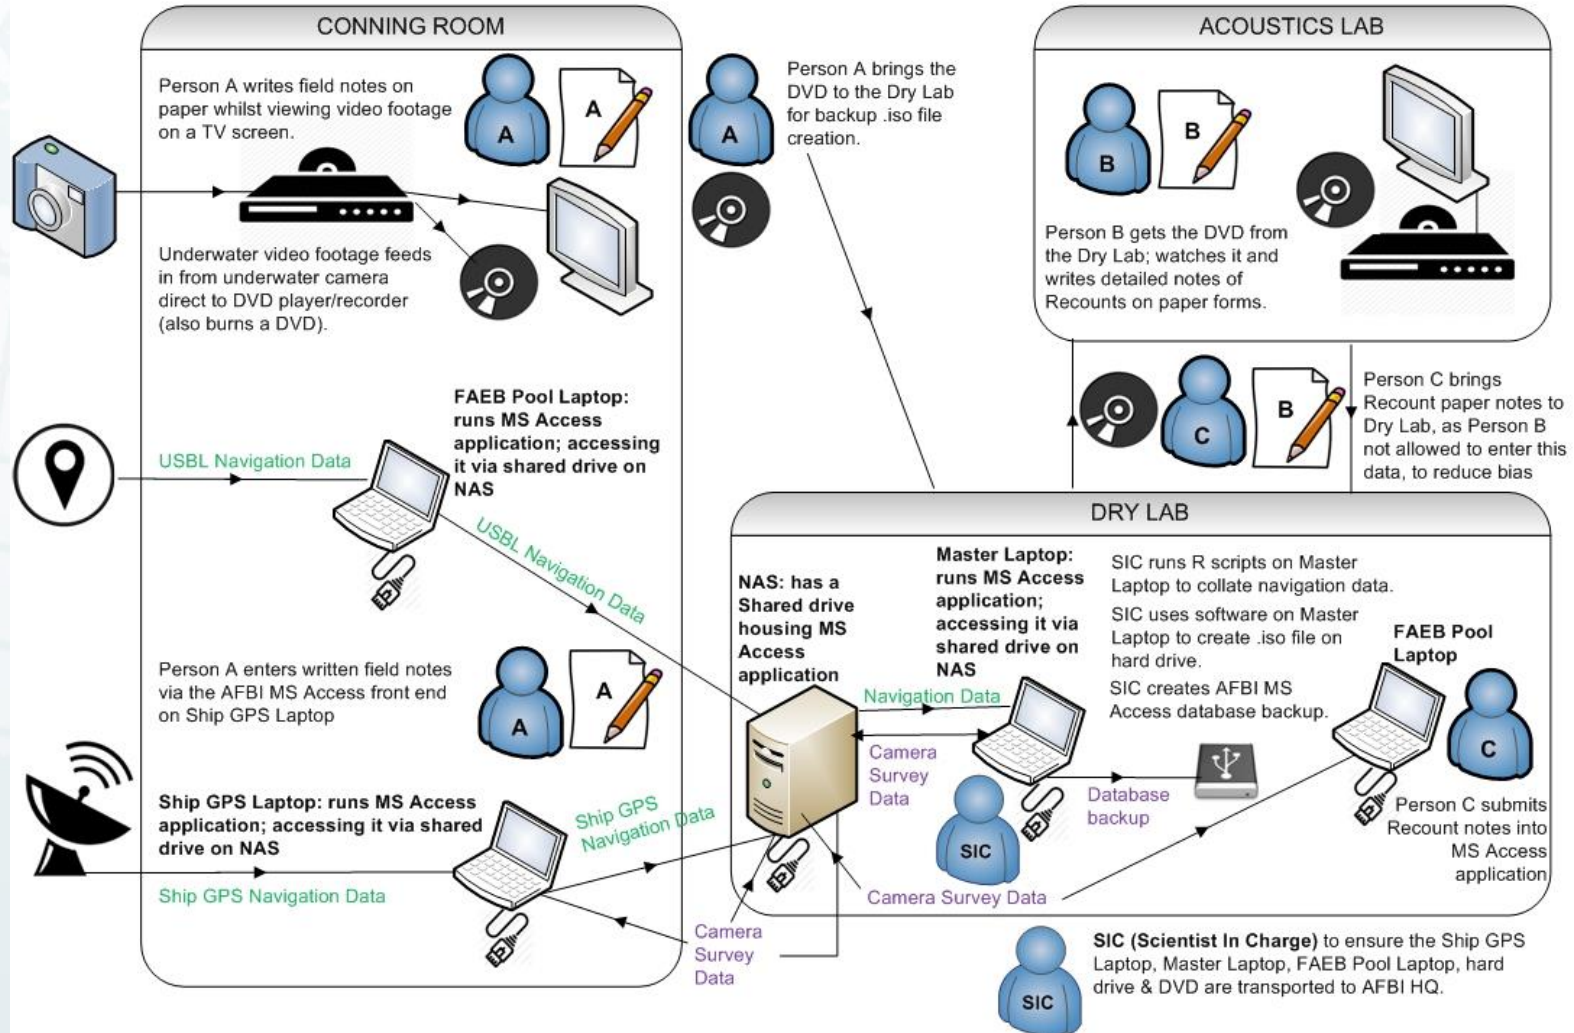 CONNING ROOM
Person A writes field notes on
paper whilst viewing video footage
on a TV screen.
A
A
Underwater video footage feeds
in from underwater camera
direct to DVD player/recorder
(also burns a DVD).
A
Person A brings the
DVD to the Dry Lab
for backup .iso file
creation.
ACOUSTICS LAB
B
B
Person B gets the DVD from
the Dry Lab; watches it and
writes detailed notes of
Recounts on paper forms.
C
B
Person C brings
Recount paper notes to
Dry Lab, as Person B
not allowed to enter this
data, to reduce bias
FAEB Pool Laptop:
runs MS Access
application; accessing
it via shared drive on
NAS
USBL Navigation Data
USBL Navigation Data
Person A enters written field notes
via the AFBI MS Access front end
on Ship GPS Laptop
A
A
Ship GPS Laptop: runs MS Access
application; accessing it via shared
drive on NAS
Ship GPS Navigation Data
Ship GPS
Navigation Data
Camera
Survey
Data
DRY LAB
NAS: has a
Shared drive
housing MS
Access
application
Master Laptop:
runs MS Access
application;
accessing it via
shared drive on
NAS
SIC runs R scripts on Master
Laptop to collate navigation data.
SIC uses software on Master
Laptop to create .iso file on
hard drive.
SIC creates AFBI MS
Access database backup.
FAEB Pool
Laptop
Navigation Data
Camera
Survey
Data
SIC
Database
backup
C
Person C submits
Recount notes into
MS Access
application
Camera Survey Data
SIC
SIC (Scientist In Charge) to ensure the Ship GPS
Laptop, Master Laptop, FAEB Pool Laptop, hard
drive & DVD are transported to AFBI HQ.